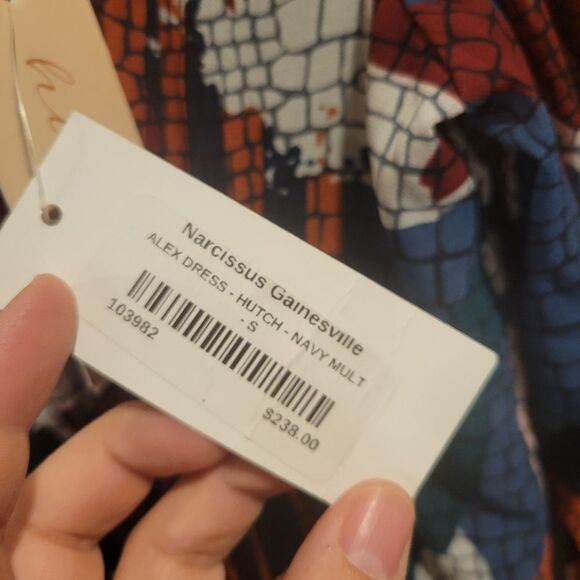 Narcissus Gainesville
ALEX DRESS - HUTCH - NAVY MULT
- S
103982
$238.00